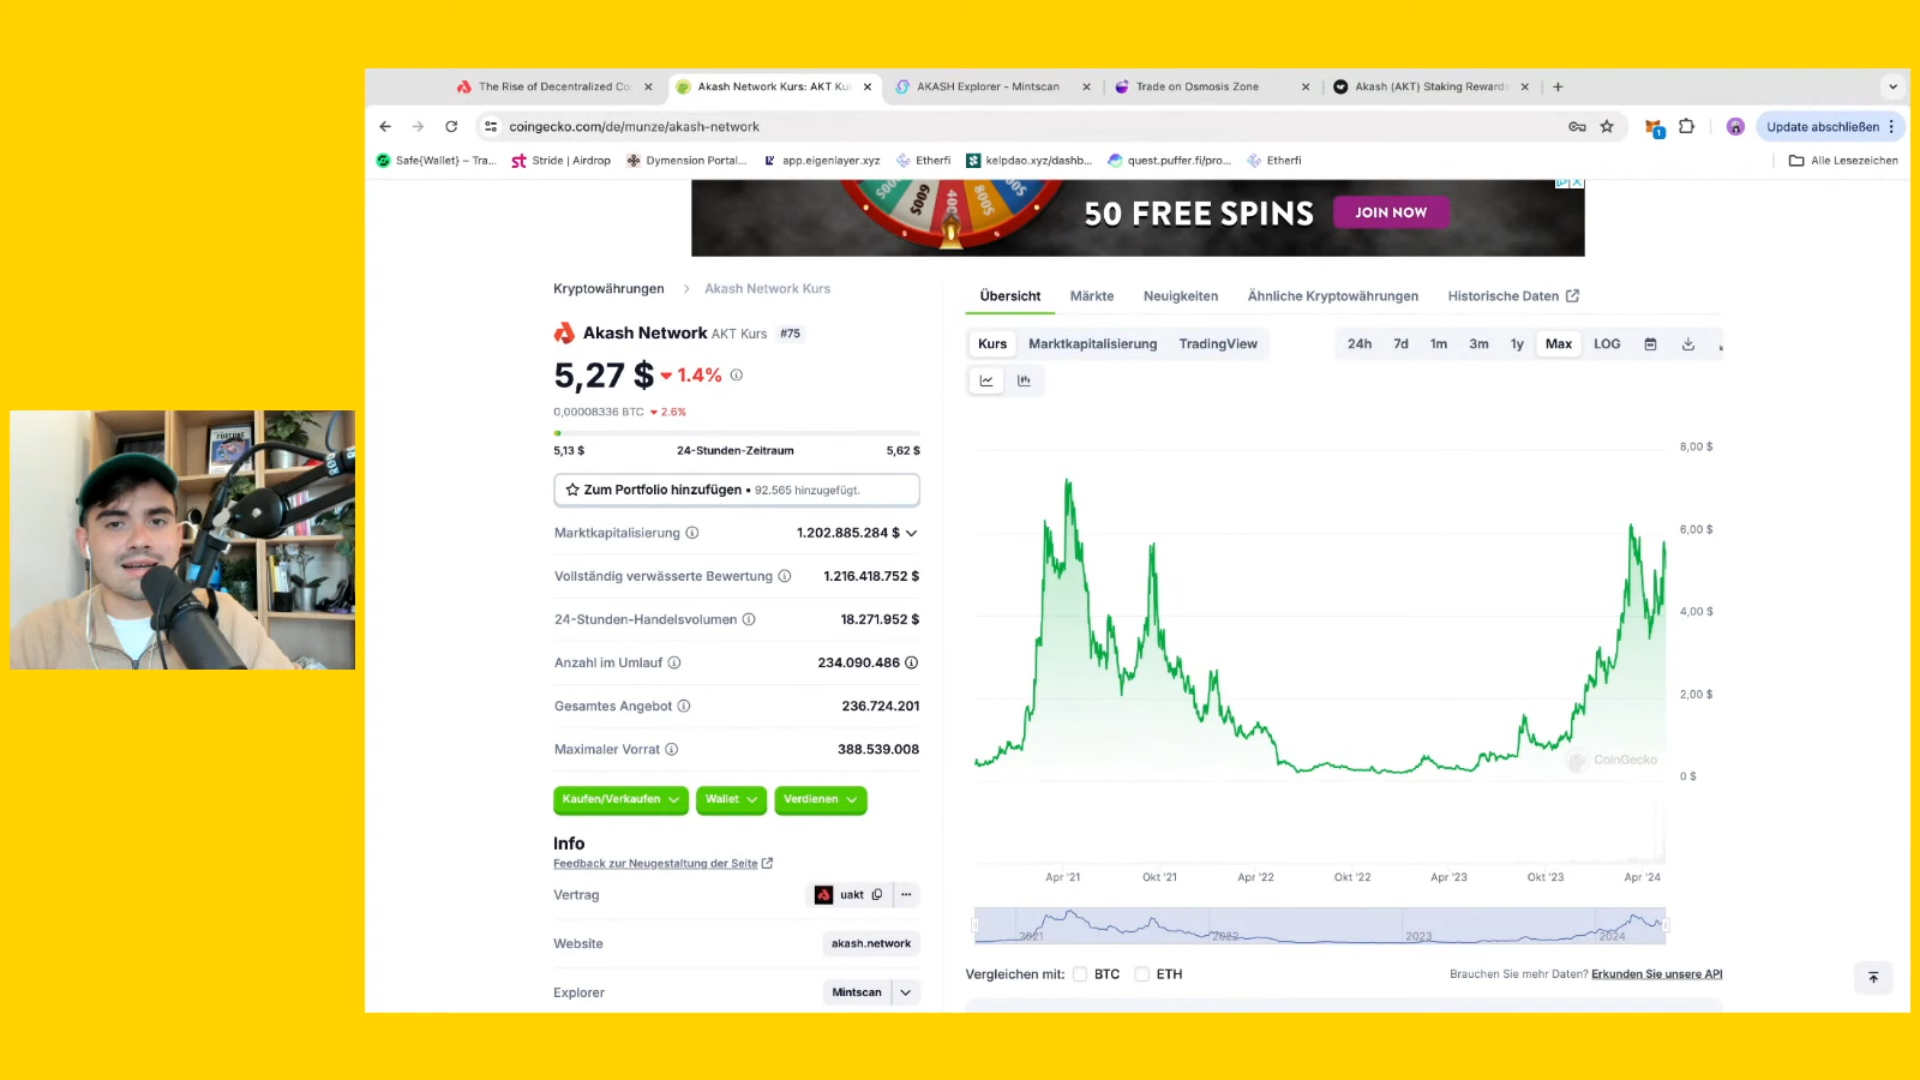 The Rise of Decentralized Co
Akash Network Kurs: AKT Ku
AKASH Explorer - Mintscan
Trade on Osmosis Zone
Akash (AKT) Staking Rewards
coingecko.com/de/munze/akash-network
1
Update abschließen
Safe{Wallet} – Tra...
Stride | Airdrop
Dymension Portal...
app.eigenlayer.xyz
Etherfi
kelpdao.xyz/dashb...
quest.puffer.fi/pro...
Etherfi
Alle Lesezeichen
50 FREE SPINS
JOIN NOW
Kryptowährungen > Akash Network Kurs
Akash Network AKT Kurs #75
5,27 $ 1.4%
0,00008336 BTC 2.6%
5,13 $ 24-Stunden-Zeitraum 5,62 $
Zum Portfolio hinzufügen • 92.565 hinzugefügt.
Marktkapitalisierung 1.202.885.284 $
Vollständig verwässerte Bewertung 1.216.418.752 $
24-Stunden-Handelsvolumen 18.271.952 $
Anzahl im Umlauf 234.090.486
Gesamtes Angebot 236.724.201
Maximaler Vorrat 388.539.008
Kaufen/Verkaufen Wallet Verdienen
Info
Feedback zur Neugestaltung der Seite
Vertrag uakt
Website akash.network
Explorer Mintscan
Übersicht Märkte Neuigkeiten Ähnliche Kryptowährungen Historische Daten
Kurs Marktkapitalisierung TradingView
24h 7d 1m 3m 1y Max LOG
8,00 $
6,00 $
4,00 $
2,00 $
0 $
CoinGecko
Apr '21 Okt '21 Apr '22 Okt '22 Apr '23 Okt '23 Apr '24
2021 2022 2023 2024
Vergleichen mit: BTC ETH
Brauchen Sie mehr Daten? Erkunden Sie unsere API